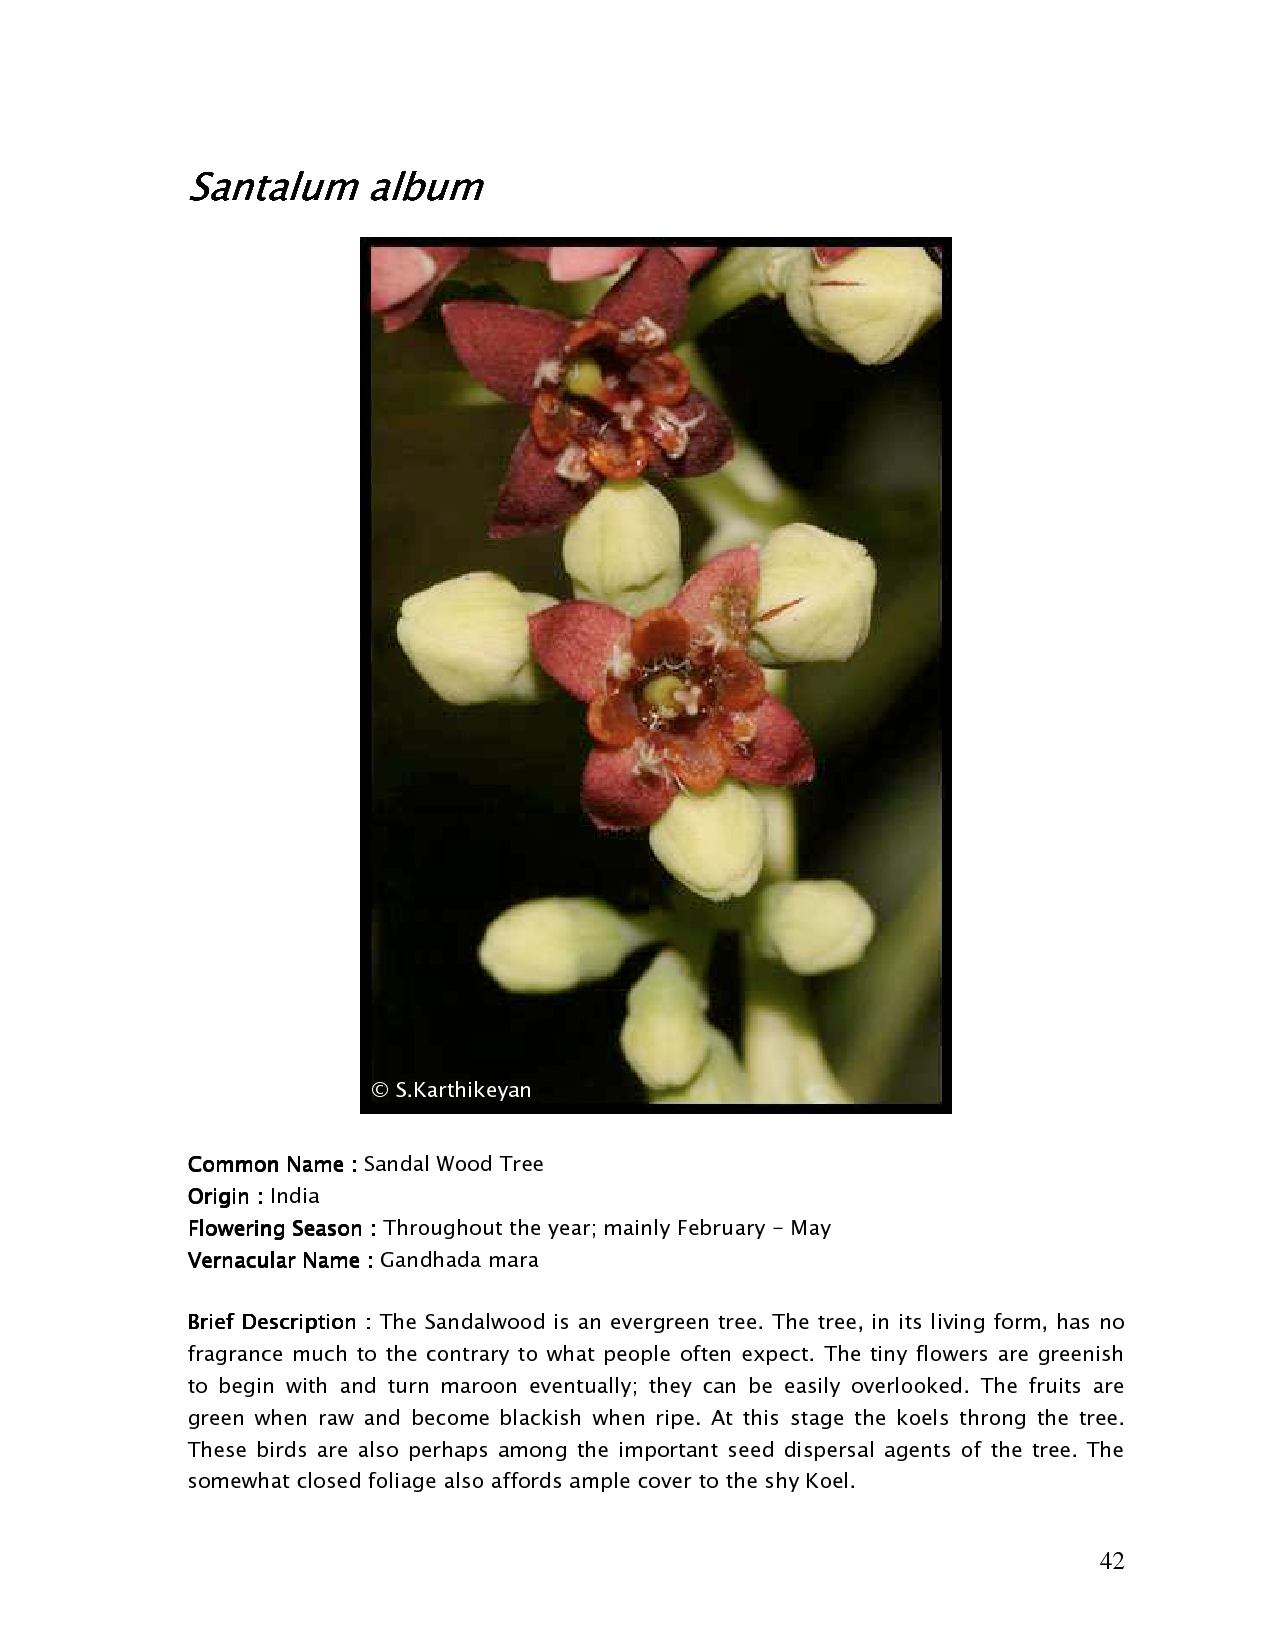 Santalum album
© S.Karthikeyan
Common Name : Sandal Wood Tree
Origin : India
Flowering Season : Throughout the year; mainly February - May
Vernacular Name : Gandhada mara
Brief Description : The Sandalwood is an evergreen tree. The tree, in its living form, has no
fragrance much to the contrary to what people often expect. The tiny flowers are greenish
to begin with and turn maroon eventually; they can be easily overlooked. The fruits are
green when raw and become blackish when ripe. At this stage the koels throng the tree.
These birds are also perhaps among the important seed dispersal agents of the tree. The
somewhat closed foliage also affords ample cover to the shy Koel.
42